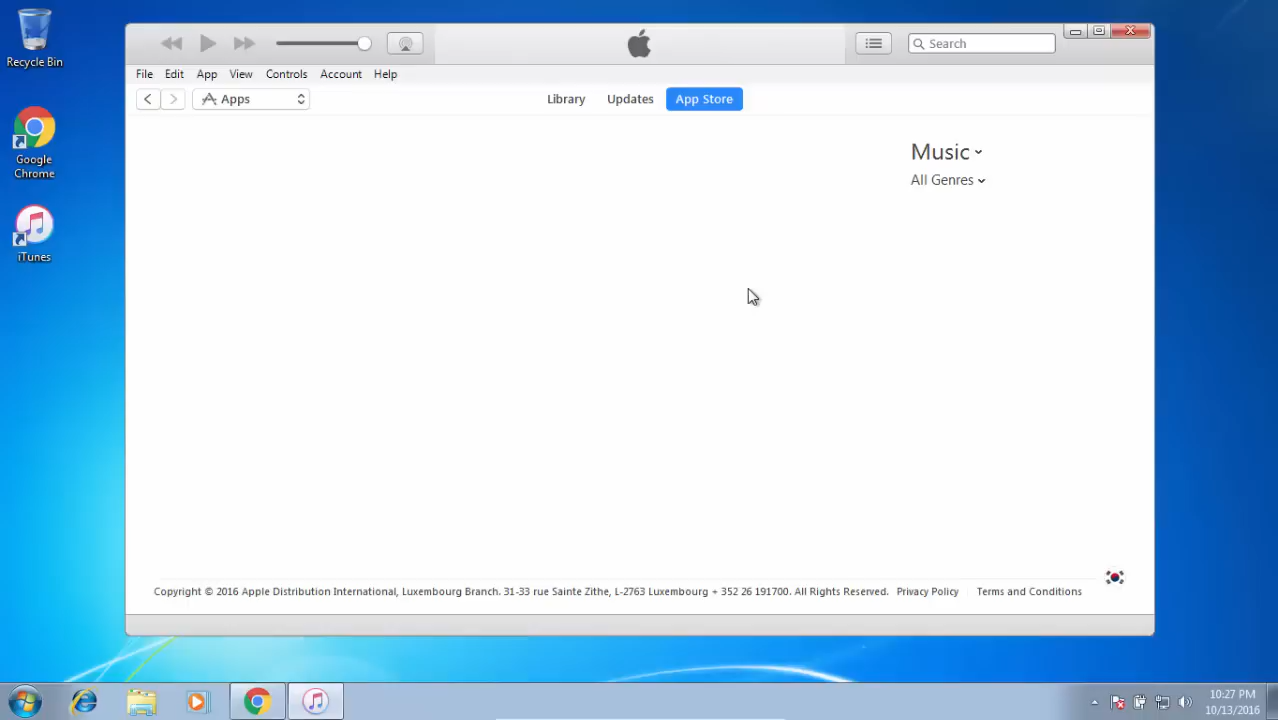 Recycle Bin
Google
Chrome
iTunes
Search
File Edit App View Controls Account Help
Apps
Library Updates App Store
Music
All Genres
Copyright © 2016 Apple Distribution International, Luxembourg Branch. 31-33 rue Sainte Zithe, L-2763 Luxembourg + 352 26 191700. All Rights Reserved. Privacy Policy Terms and Conditions
10:27 PM
10/13/2016